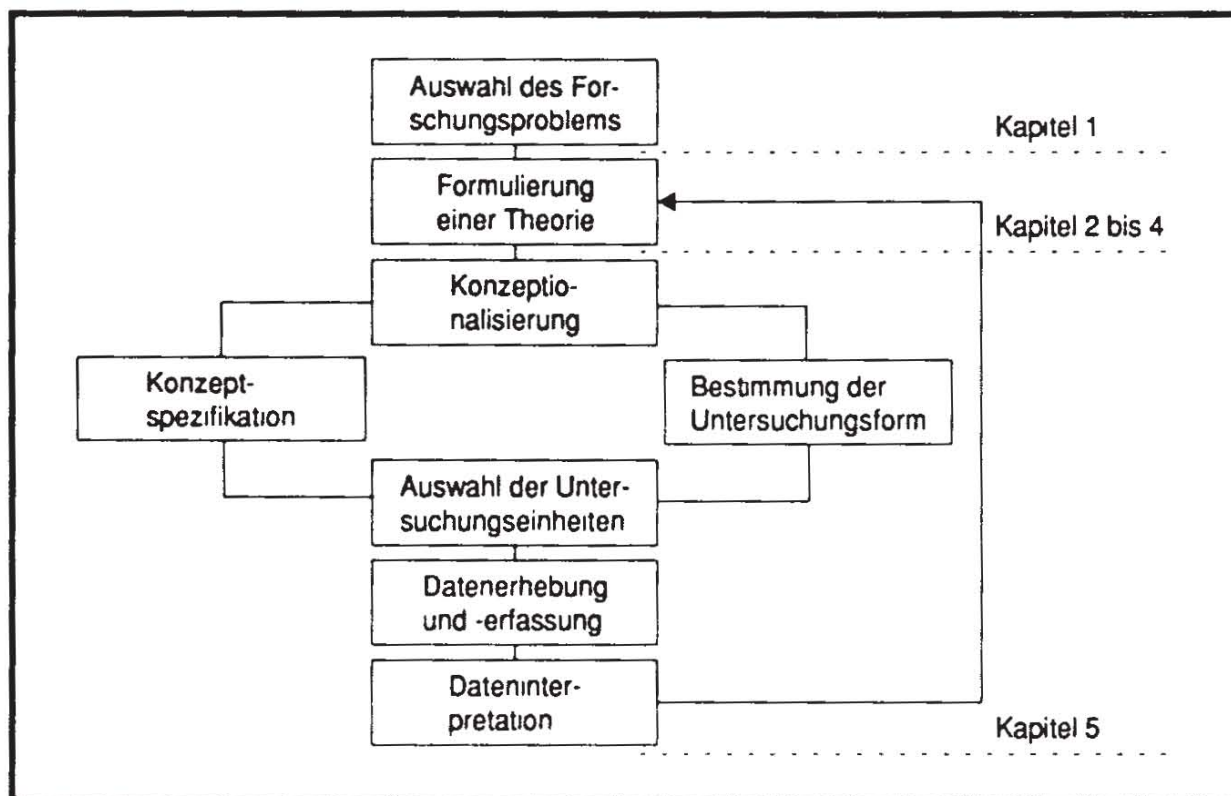 Auswahl des For-
schungsproblems
Kapitel 1
Formulierung
einer Theorie
Kapitel 2 bis 4
Konzeptio-
nalisierung
Konzept-
spezifikation
Bestimmung der
Untersuchungsform
Auswahl der Unter-
suchungseinheiten
Datenerhebung
und -erfassung
Dateninter-
pretation
Kapitel 5